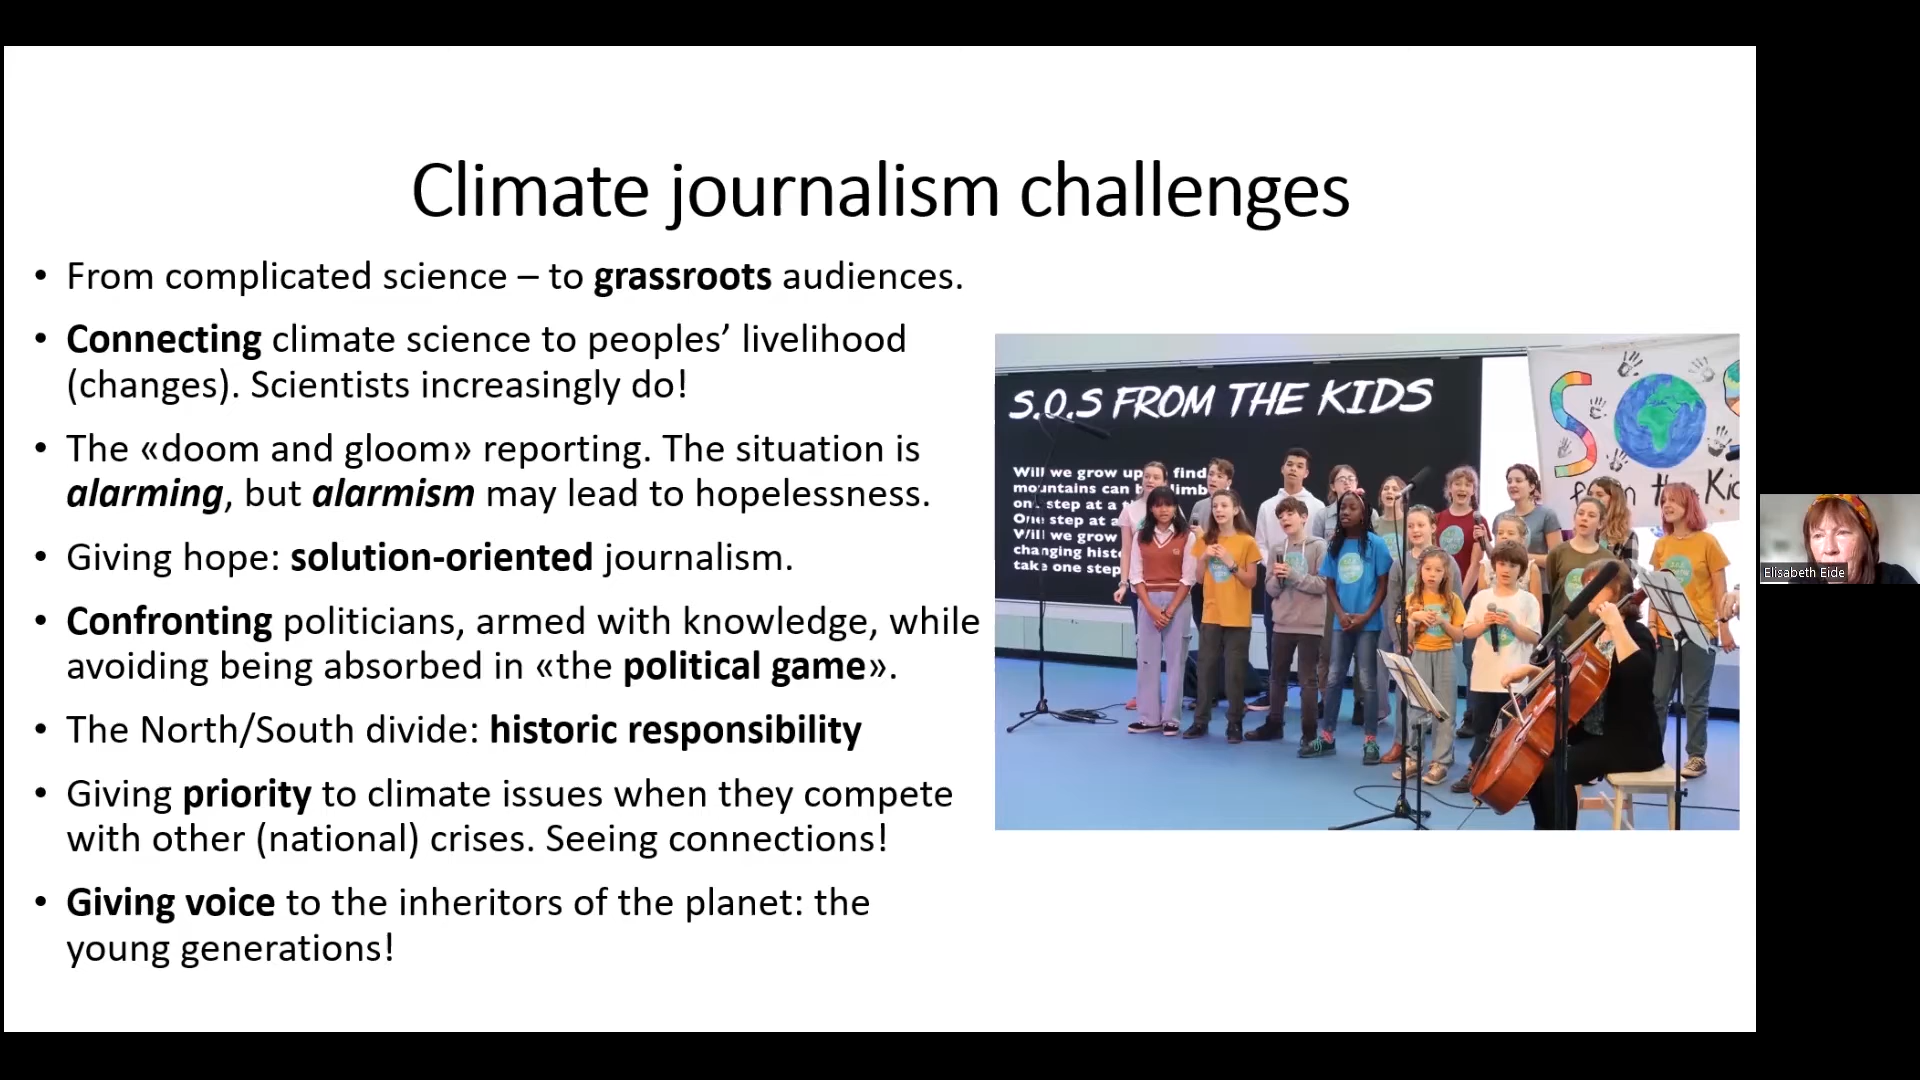 Climate journalism challenges
• From complicated science – to grassroots audiences.
• Connecting climate science to peoples’ livelihood
(changes). Scientists increasingly do!
• The «doom and gloom» reporting. The situation is
alarming, but alarmism may lead to hopelessness.
• Giving hope: solution-oriented journalism.
• Confronting politicians, armed with knowledge, while
avoiding being absorbed in «the political game».
• The North/South divide: historic responsibility
• Giving priority to climate issues when they compete
with other (national) crises. Seeing connections!
• Giving voice to the inheritors of the planet: the
young generations!
S.O.S FROM THE KIDS
Will we grow up find
mountains can
step at a
One step at a
Will we grow
changing
take one step
SOS
the
Elisabeth Eide